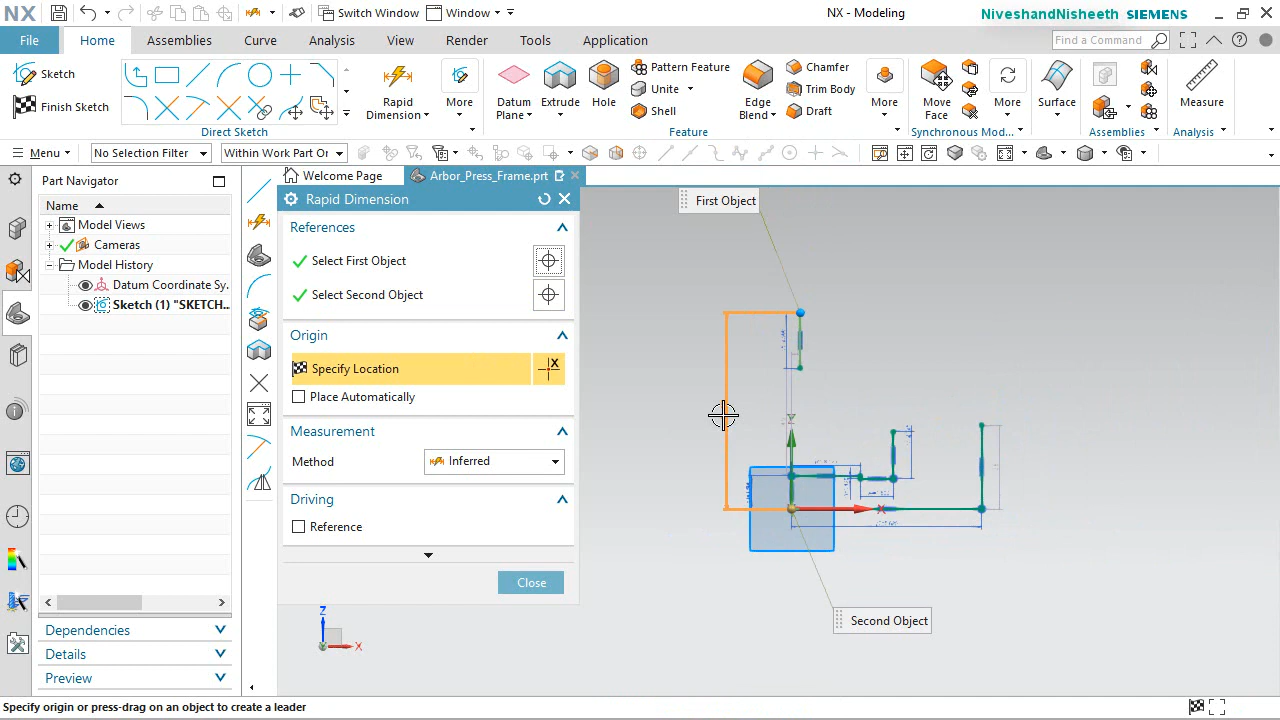 NX
Switch Window
Window
NX - Modeling
NiveshandNisheeth SIEMENS
File
Home
Assemblies
Curve
Analysis
View
Render
Tools
Application
Find a Command
Sketch
Finish Sketch
Direct Sketch
Rapid Dimension
More
Datum Plane
Extrude
Hole
Pattern Feature
Unite
Shell
Feature
Edge Blend
Chamfer
Trim Body
Draft
More
Move Face
More
Synchronous Mod...
Surface
Assemblies
Measure
Analysis
Menu
No Selection Filter
Within Work Part Or
Part Navigator
Name
Model Views
Cameras
Model History
Datum Coordinate Sy.
Sketch (1) "SKETCH...
Dependencies
Details
Preview
Welcome Page
Arbor_Press_Frame.prt
Rapid Dimension
References
Select First Object
Select Second Object
Origin
Specify Location
X
Place Automatically
Measurement
Method
Inferred
Driving
Reference
Close
First Object
Second Object
Y
X
Z
Y
X
Specify origin or press-drag on an object to create a leader